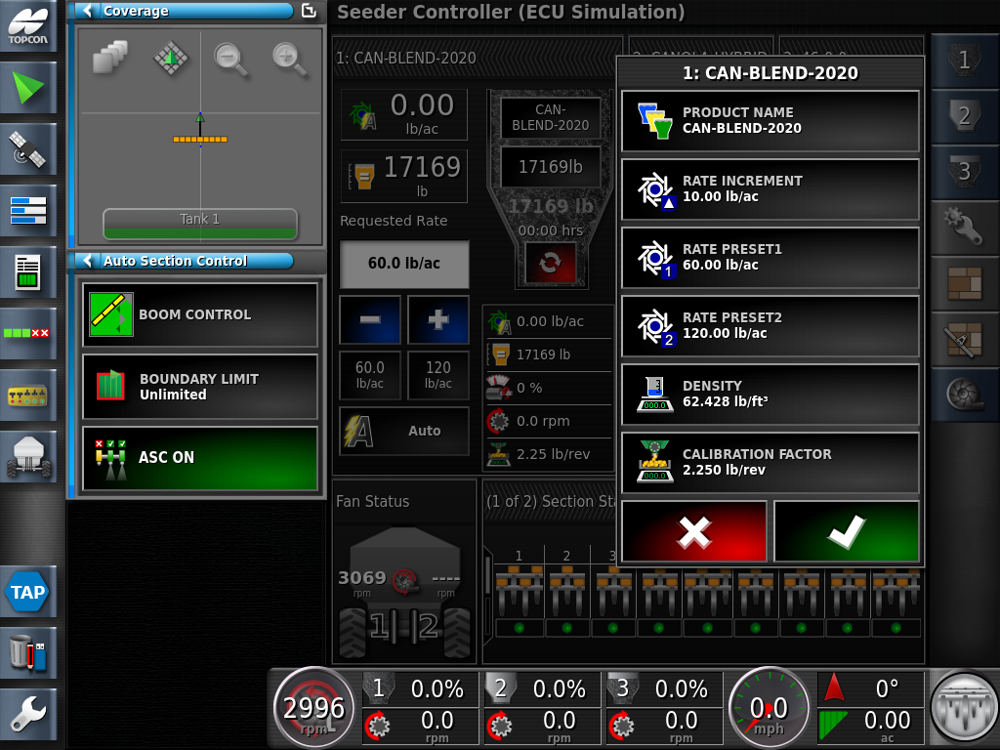 TOPCON
Coverage
Tank 1
Auto Section Control
BOOM CONTROL
BOUNDARY LIMIT
Unlimited
ASC ON
TAP
Seeder Controller (ECU Simulation)
1: CAN-BLEND-2020
0.00
lb/ac
17169
lb
Requested Rate
60.0 lb/ac
60.0
lb/ac
120
lb/ac
A
Auto
CAN-
BLEND-2020
17169lb
17169 lb
00:00 hrs
0.00 lb/ac
17169 lb
0 %
0.0 rpm
2.25 lb/rev
Fan Status
3069
rpm
----
rpm
1 2
(1 of 2) Section Sta
1 2 3
1: CAN-BLEND-2020
PRODUCT NAME
CAN-BLEND-2020
RATE INCREMENT
10.00 lb/ac
RATE PRESET1
60.00 lb/ac
1
RATE PRESET2
120.00 lb/ac
2
DENSITY
62.428 lb/ft³
000.0
CALIBRATION FACTOR
2.250 lb/rev
000.0
1
2
3
2996
rpm
1 0.0%
0.0
rpm
2 0.0%
0.0
rpm
3 0.0%
0.0
rpm
0.0
mph
0°
0.00
ac